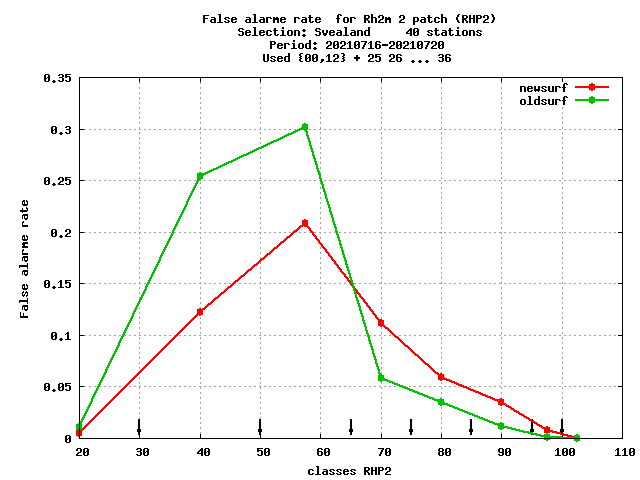 False alarme rate  for Rh2m 2 patch (RHP2)
Selection: Svealand     40 stations
Period: 20210716-20210720
Used {00,12} + 25 26 ... 36
newsurf
oldsurf
0.35
0.3
0.25
0.2
0.15
0.1
0.05
0
False alarme rate
20 30 40 50 60 70 80 90 100 110
classes RHP2